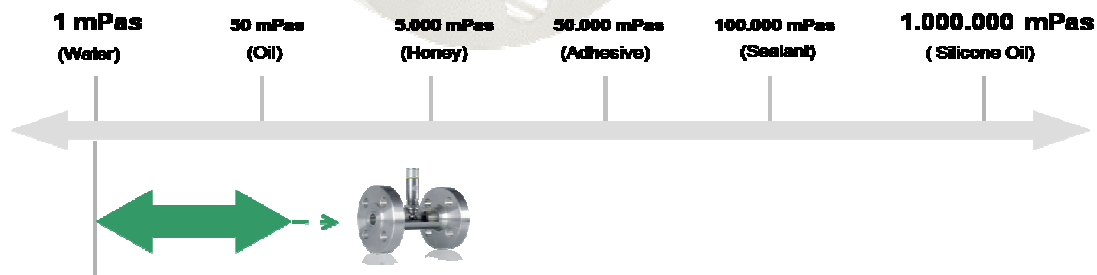 1 mPas
(Water)
50 mPas
(Oil)
5.000 mPas
(Honey)
50.000 mPas
(Adhesive)
100.000 mPas
(Sealant)
1.000.000 mPas
( Silicone Oil)